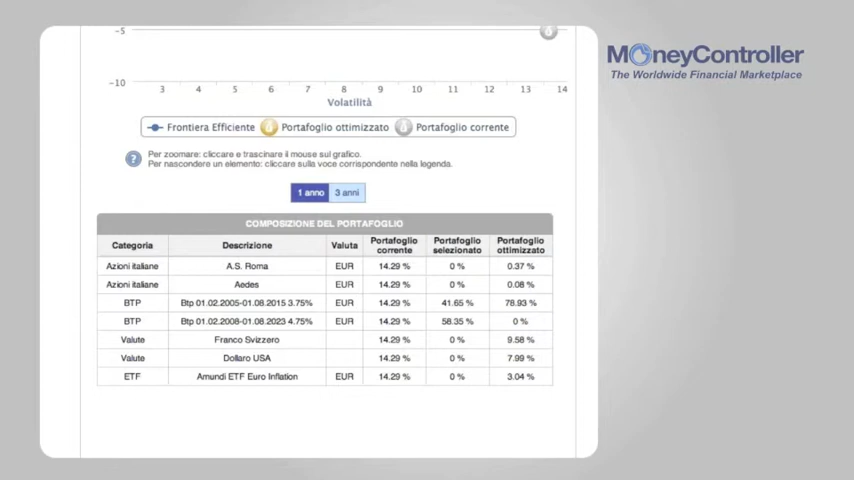 -5
-10
3 4 5 6 7 8 9 10 11 12 13 14
Volatilità
Frontiera Efficiente Portafoglio ottimizzato Portafoglio corrente
? Per zoomare: cliccare e trascinare il mouse sul grafico.
Per nascondere un elemento: cliccare sulla voce corrispondente nella legenda.
1 anno 3 anni
COMPOSIZIONE DEL PORTAFOGLIO
Categoria Descrizione Valuta Portafoglio corrente Portafoglio selezionato Portafoglio ottimizzato
Azioni italiane A.S. Roma EUR 14.29 % 0 % 0.37 %
Azioni italiane Aedes EUR 14.29 % 0 % 0.08 %
BTP Btp 01.02.2005-01.08.2015 3.75% EUR 14.29 % 41.65 % 78.93 %
BTP Btp 01.02.2008-01.08.2023 4.75% EUR 14.29 % 58.35 % 0 %
Valute Franco Svizzero 14.29 % 0 % 9.58 %
Valute Dollaro USA 14.29 % 0 % 7.99 %
ETF Amundi ETF Euro Inflation EUR 14.29 % 0 % 3.04 %
MoneyController
The Worldwide Financial Marketplace